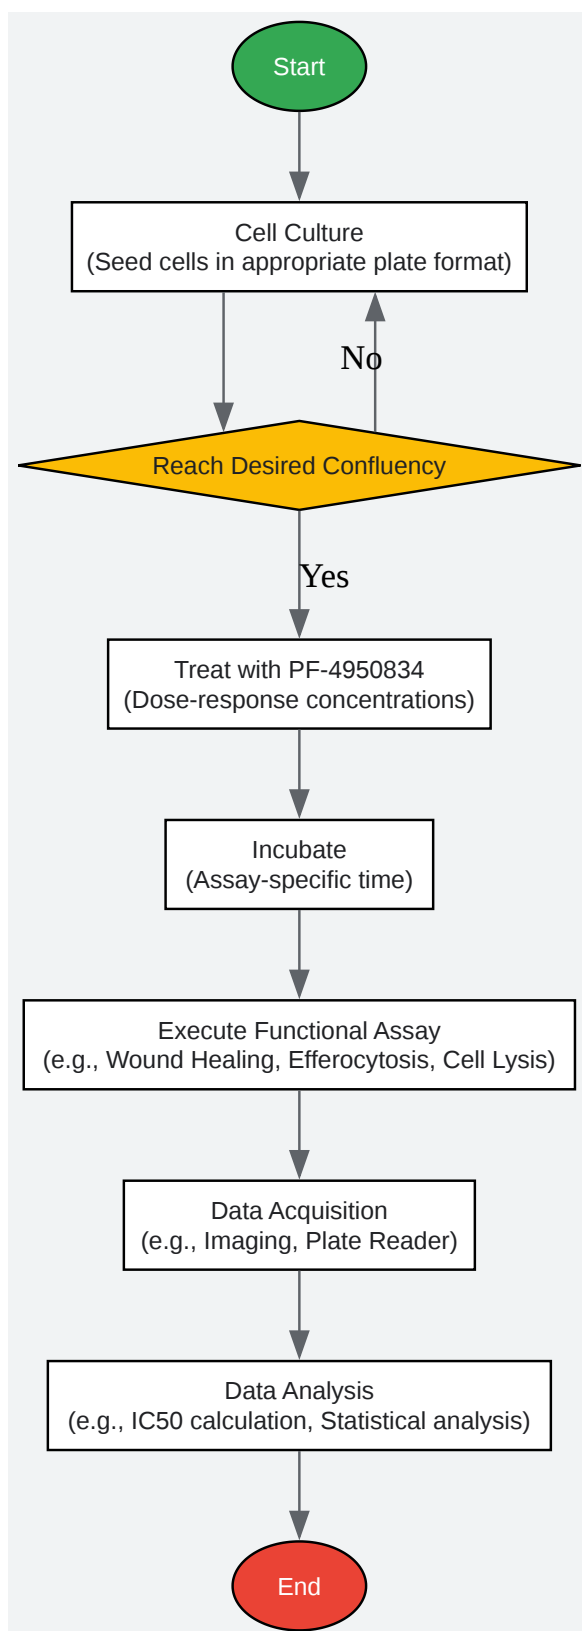 Start
Cell Culture
(Seed cells in appropriate plate format)
No
Reach Desired Confluency
Yes
Treat with PF-4950834
(Dose-response concentrations)
Incubate
(Assay-specific time)
Execute Functional Assay
(e.g., Wound Healing, Efferocytosis, Cell Lysis)
Data Acquisition
(e.g., Imaging, Plate Reader)
Data Analysis
(e.g., IC50 calculation, Statistical analysis)
End